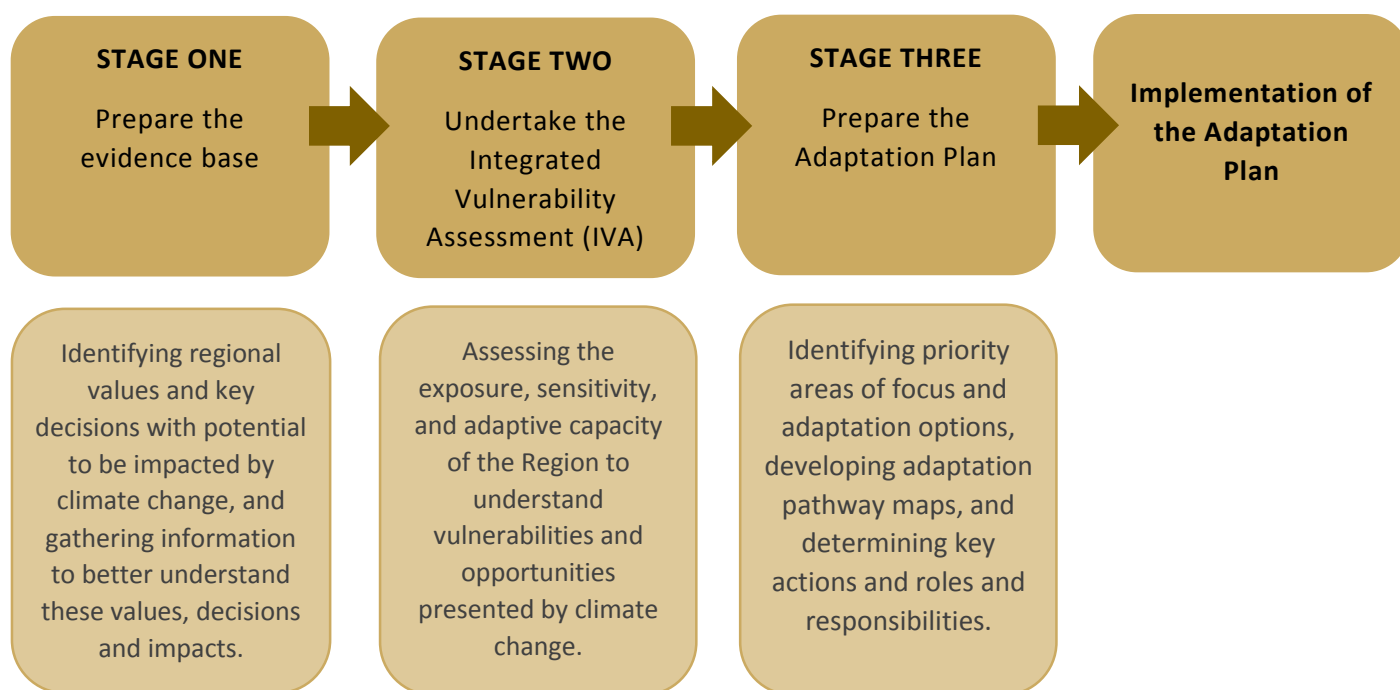 STAGE ONE
Prepare the
evidence base
STAGE TWO
Undertake the
Integrated
Vulnerability
Assessment (IVA)
STAGE THREE
Prepare the
Adaptation Plan
Implementation of
the Adaptation
Plan
Identifying regional
values and key
decisions with potential
to be impacted by
climate change, and
gathering information
to better understand
these values, decisions
and impacts.
Assessing the
exposure, sensitivity,
and adaptive capacity
of the Region to
understand
vulnerabilities and
opportunities
presented by climate
change.
Identifying priority
areas of focus and
adaptation options,
developing adaptation
pathway maps, and
determining key
actions and roles and
responsibilities.